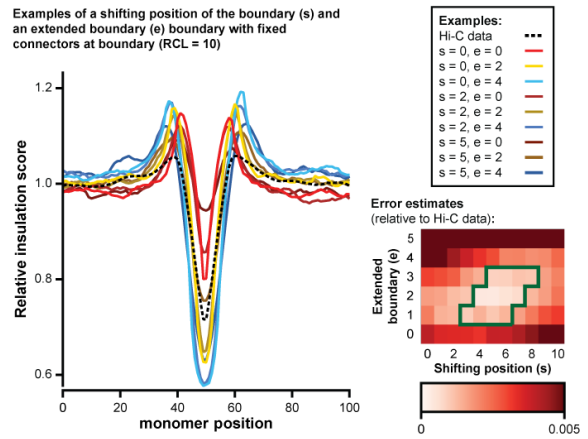 Examples of a shifting position of the boundary (s) and
an extended boundary (e) boundary with fixed
connectors at boundary (RCL = 10)
Relative insulation score
1.2
1.0
0.8
0.6
0 20 40 60 80 100
monomer position
Examples:
Hi-C data
s = 0, e = 0
s = 0, e = 2
s = 0, e = 4
s = 2, e = 0
s = 2, e = 2
s = 2, e = 4
s = 5, e = 0
s = 5, e = 2
s = 5, e = 4
Error estimates
(relative to Hi-C data):
Extended
boundary (e)
5
4
3
2
1
0
0 2 4 6 8 10
Shifting position (s)
0 0.005